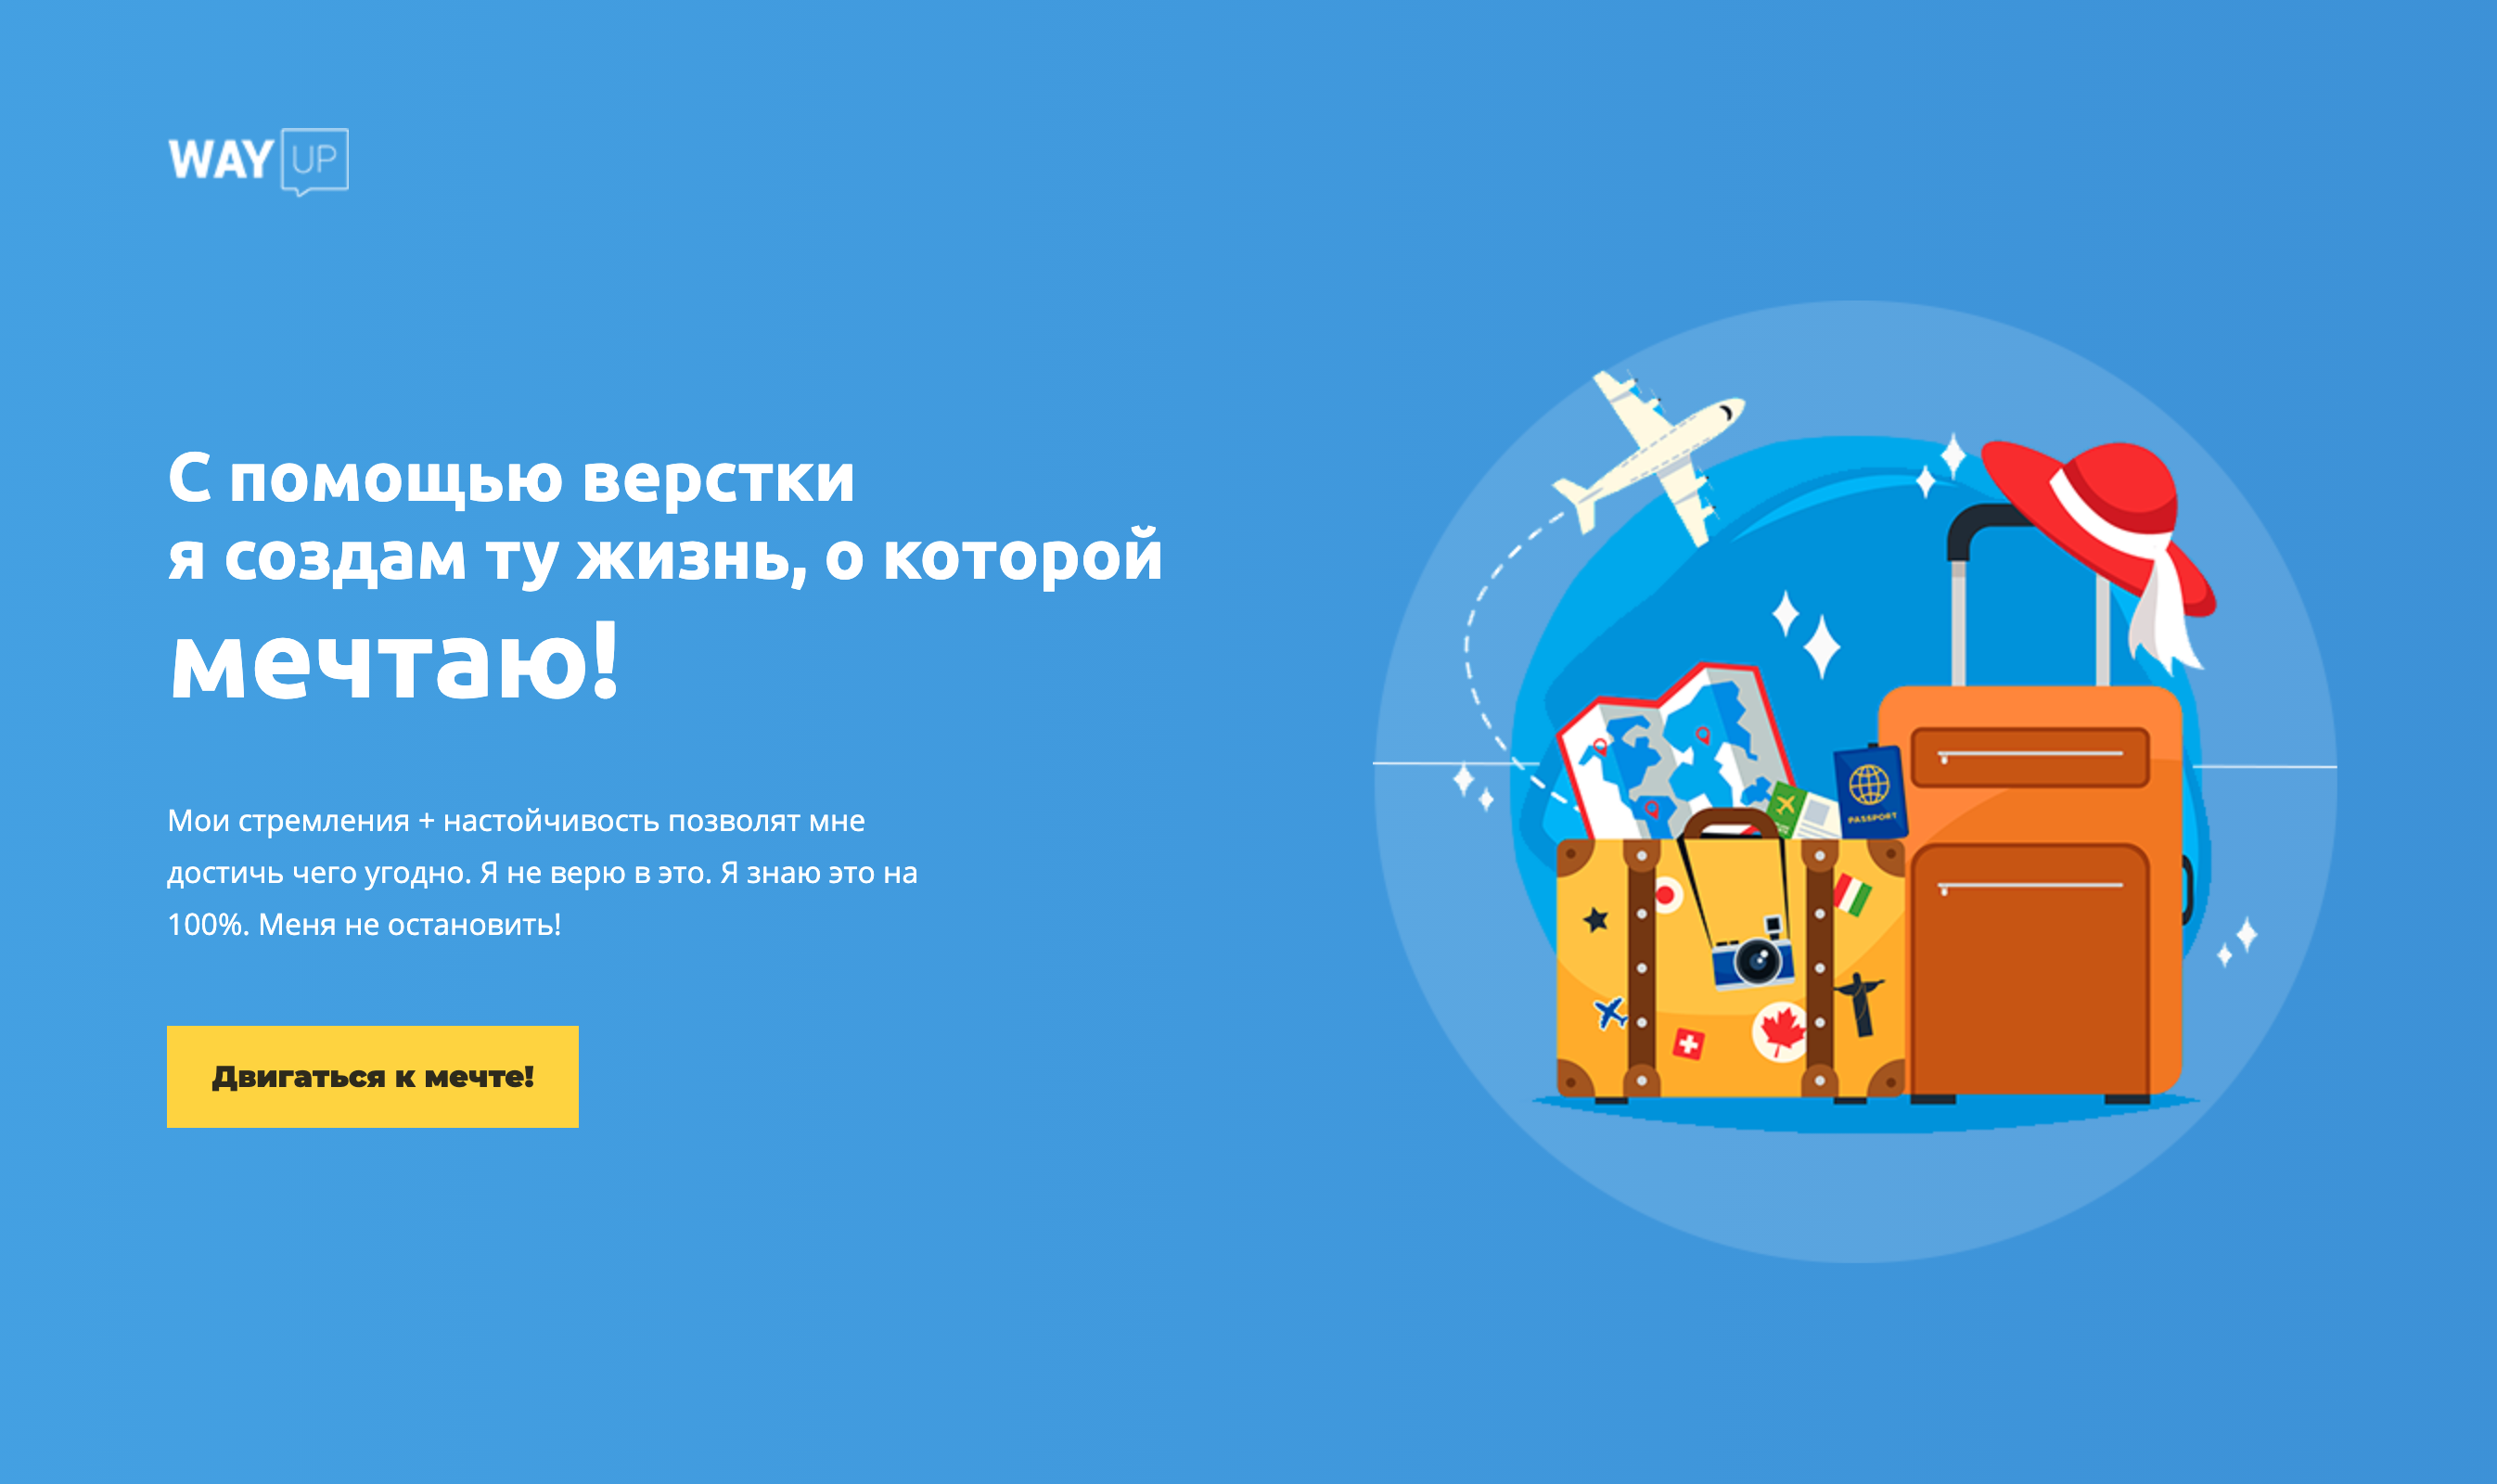 WAY UP
С помощью верстки
я создам ту жизнь, о которой
мечтаю!
Мои стремления + настойчивость позволят мне
достичь чего угодно. Я не верю в это. Я знаю это на
100%. Меня не остановить!
Двигаться к мечте!
PASSPORT